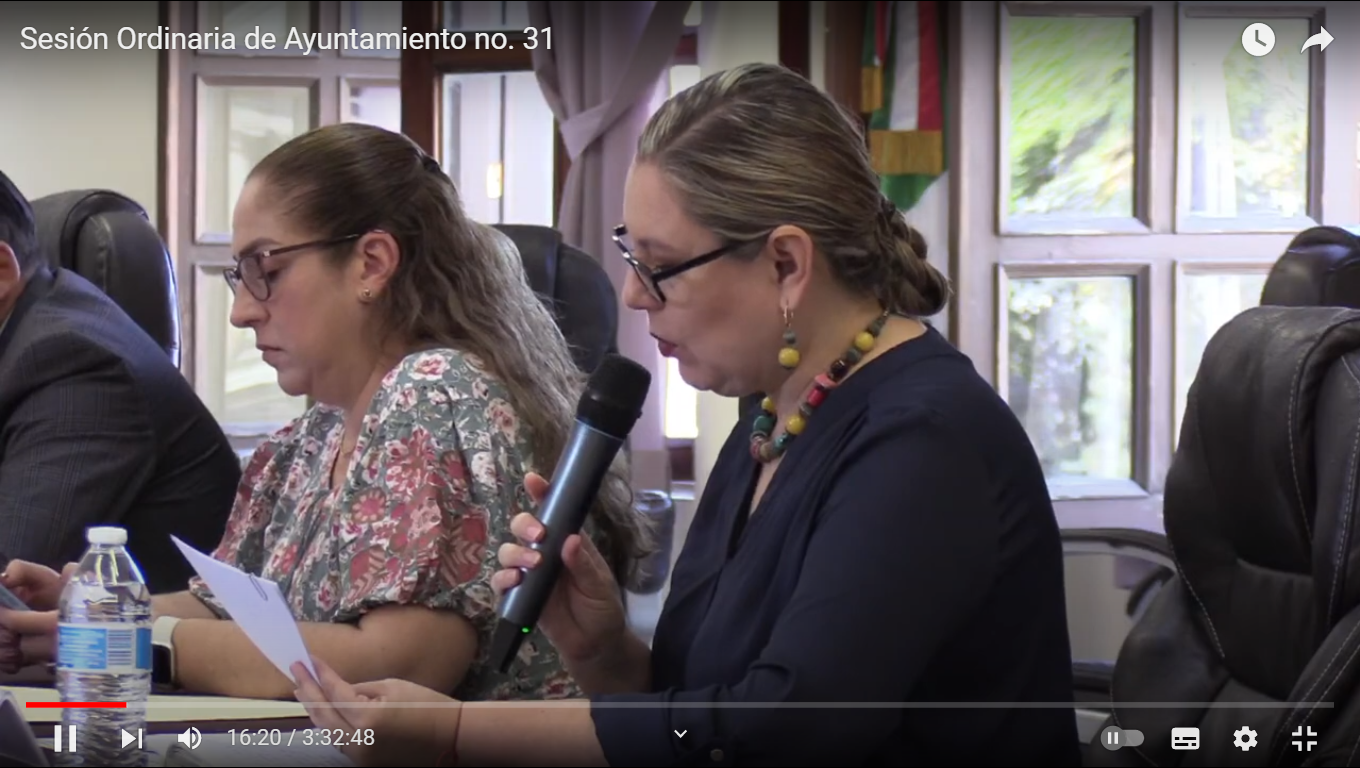 Sesión Ordinaria de Ayuntamiento no. 31
16:20 / 3:32:48